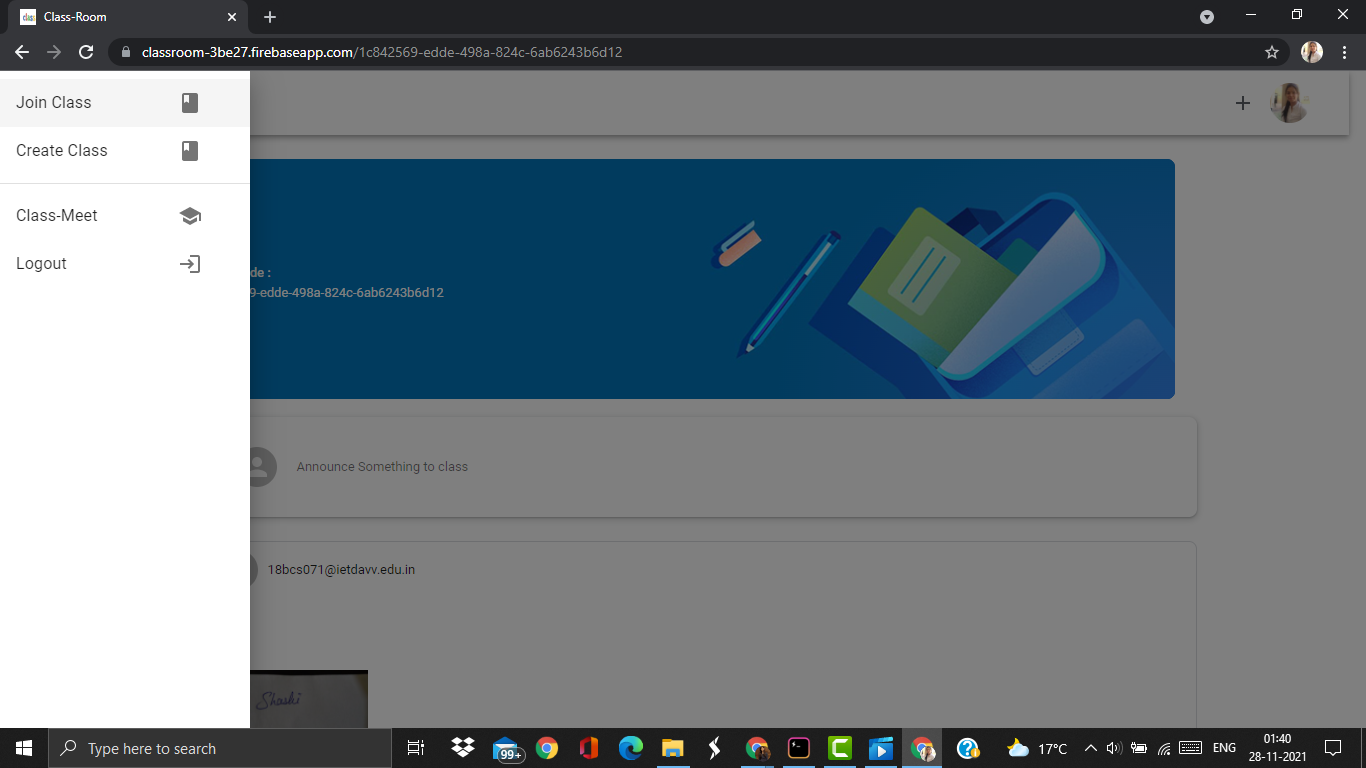 Class-Room
classroom-3be27.firebaseapp.com/1c842569-edde-498a-824c-6ab6243b6d12
Join Class
Create Class
Class-Meet
Logout
de :
9-edde-498a-824c-6ab6243b6d12
Announce Something to class
18bcs071@ietdavv.edu.in
Shashi
Type here to search
99+
17°C
ENG
01:40
28-11-2021